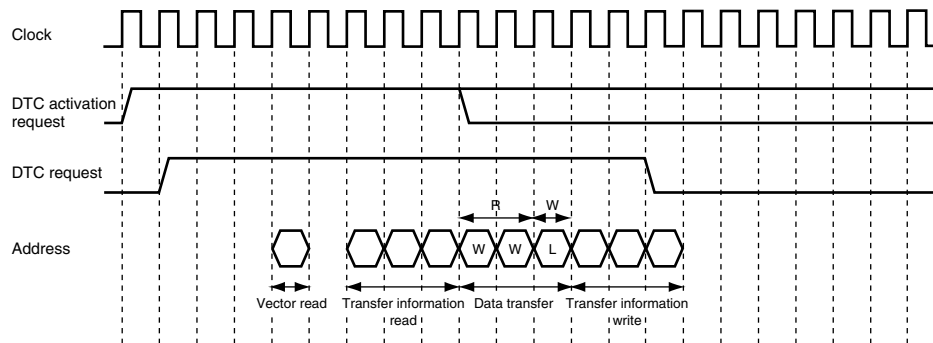 Clock
DTC activation
request
DTC request
R W
Address
W W L
Vector read Transfer information Data transfer Transfer information
read write